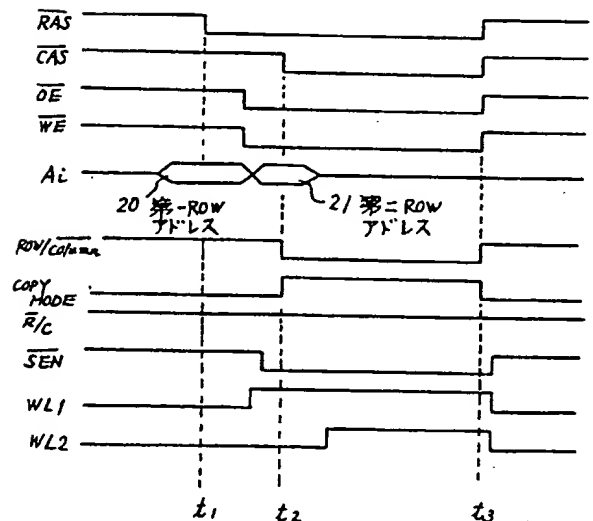 RAS
CAS
OE
WE
Ai
20 第一ROW
アドレス
21 第二ROW
アドレス
ROW/Column
COPY
MODE
R/C
SEN
WL1
WL2
t1 t2 t3